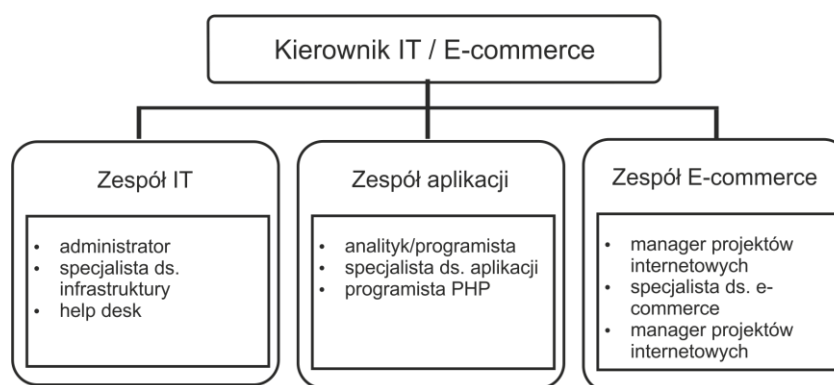 Kierownik IT / E-commerce
Zespół IT
• administrator
• specjalista ds.
infrastruktury
• help desk
Zespół aplikacji
• analityk/programista
• specjalista ds. aplikacji
• programista PHP
Zespół E-commerce
• manager projektów
internetowych
• specjalista ds. e-
commerce
• manager projektów
internetowych